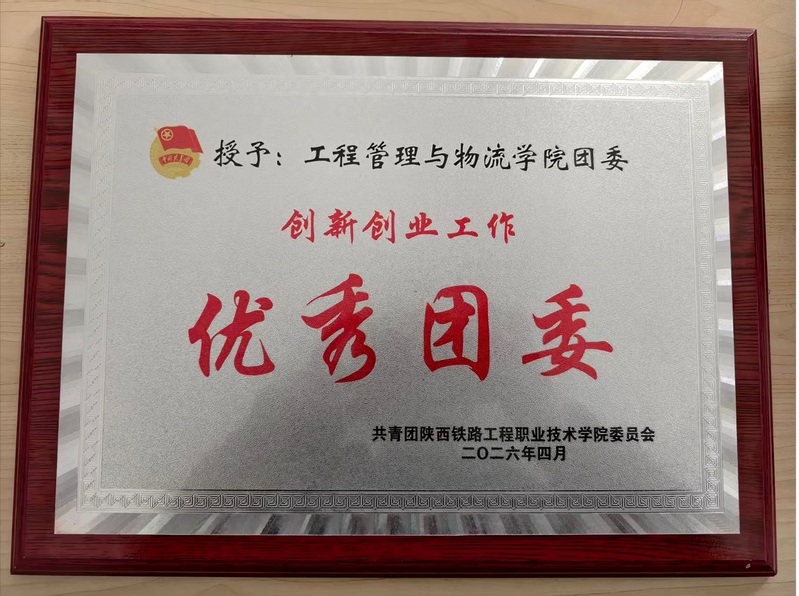 授予：工程管理与物流学院团委
创新创业工作
优秀团委
共青团陕西铁路工程职业技术学院委员会
二〇二六年四月